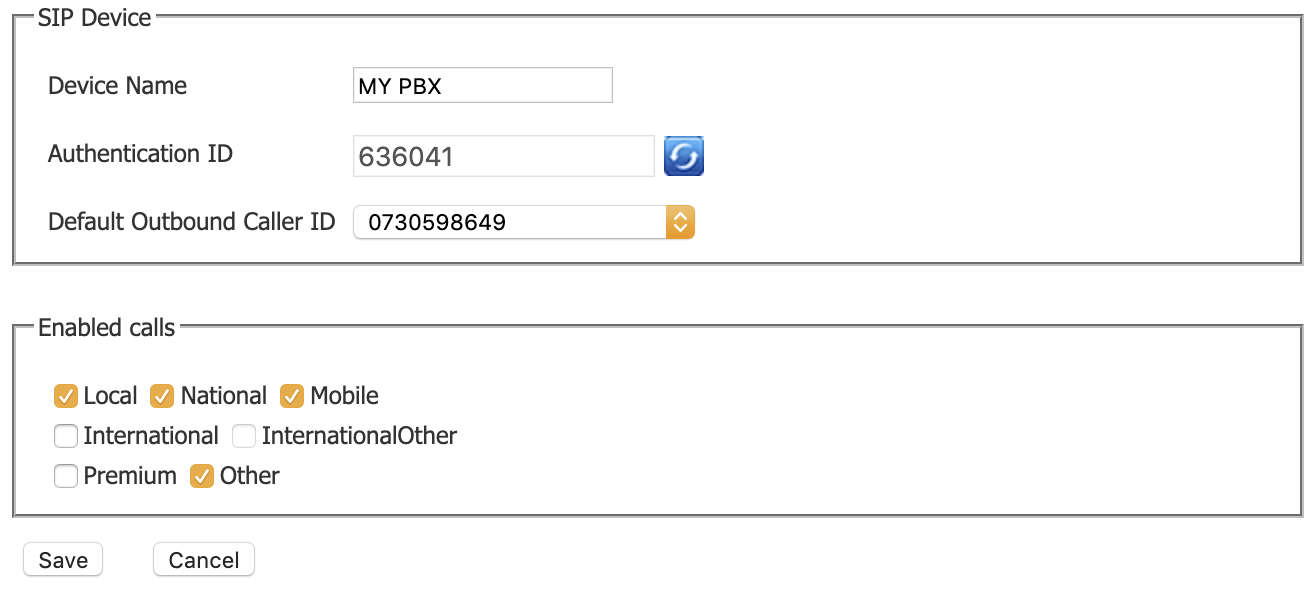 SIP Device
Device Name MY PBX
Authentication ID 636041
Default Outbound Caller ID 0730598649
Enabled calls
Local National Mobile
International InternationalOther
Premium Other
Save Cancel